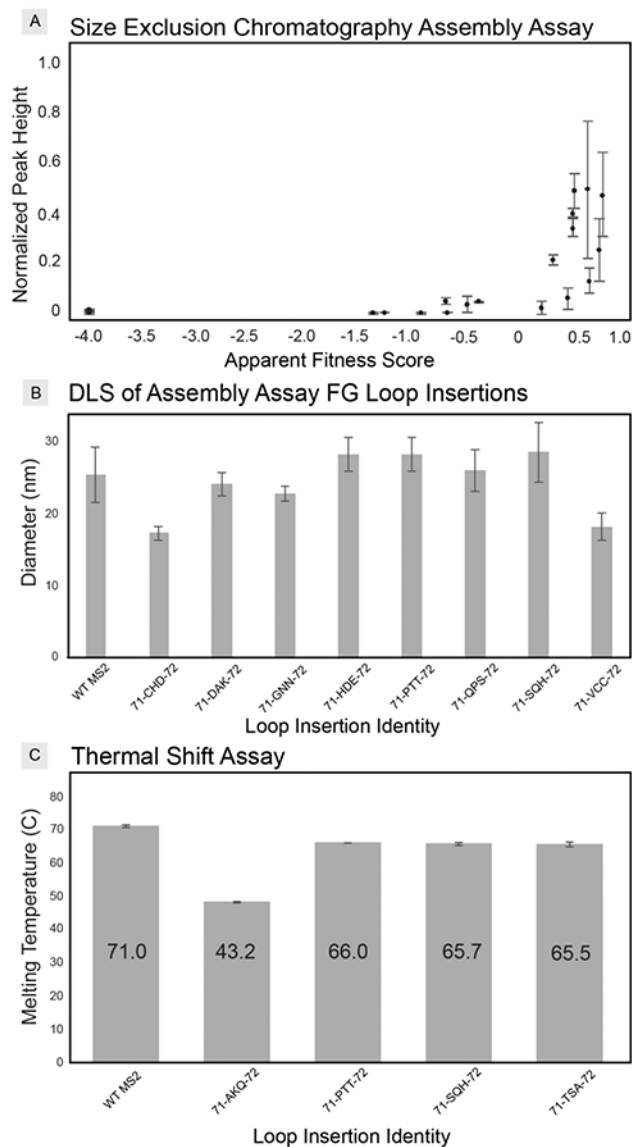 A Size Exclusion Chromatography Assembly Assay
Normalized Peak Height
1.0
0.8
0.6
0.4
0.2
0
-4.0 -3.5 -3.0 -2.5 -2.0 -1.5 -1.0 -0.5 0 0.5 1.0
Apparent Fitness Score
B DLS of Assembly Assay FG Loop Insertions
Diameter (nm)
30
20
10
0
WT MS2 71-CHD-72 71-DAK-72 71-GNN-72 71-HDE-72 71-PTT-72 71-QPS-72 71-SQH-72 71-VCC-72
Loop Insertion Identity
C Thermal Shift Assay
Melting Temperature (C)
80
70
60
50
40
30
20
10
0
71.0 43.2 66.0 65.7 65.5
WT MS2 71-AKQ-72 71-PTT-72 71-SQH-72 71-TSA-72
Loop Insertion Identity